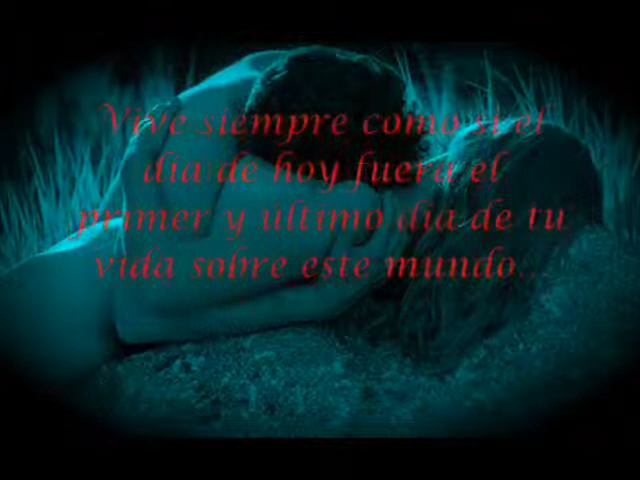 Vive siempre como si el
día de hoy fuera el
primer y último día de tu
vida sobre este mundo...